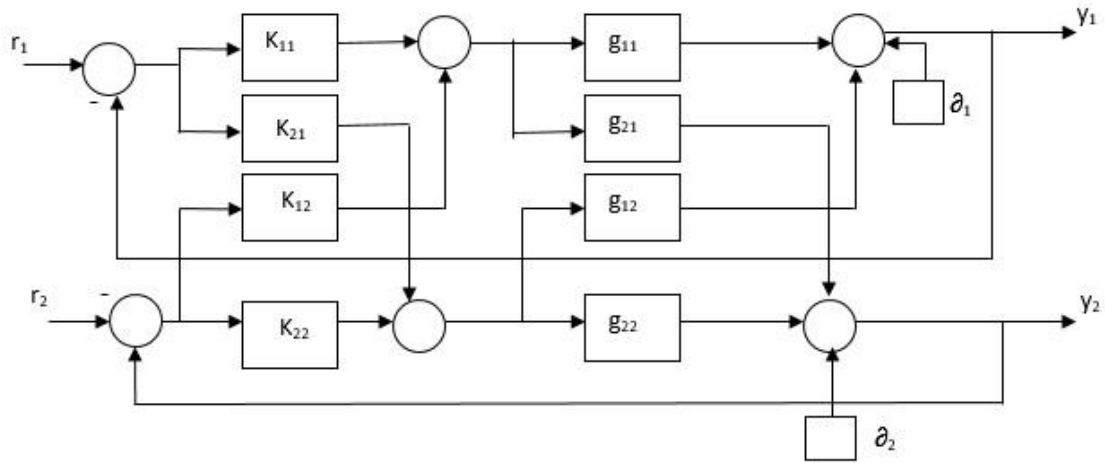 r₁
K₁₁
g₁₁
y₁
-
K₂₁
g₂₁
∂₁
K₁₂
g₁₂
r₂
-
K₂₂
g₂₂
y₂
∂₂